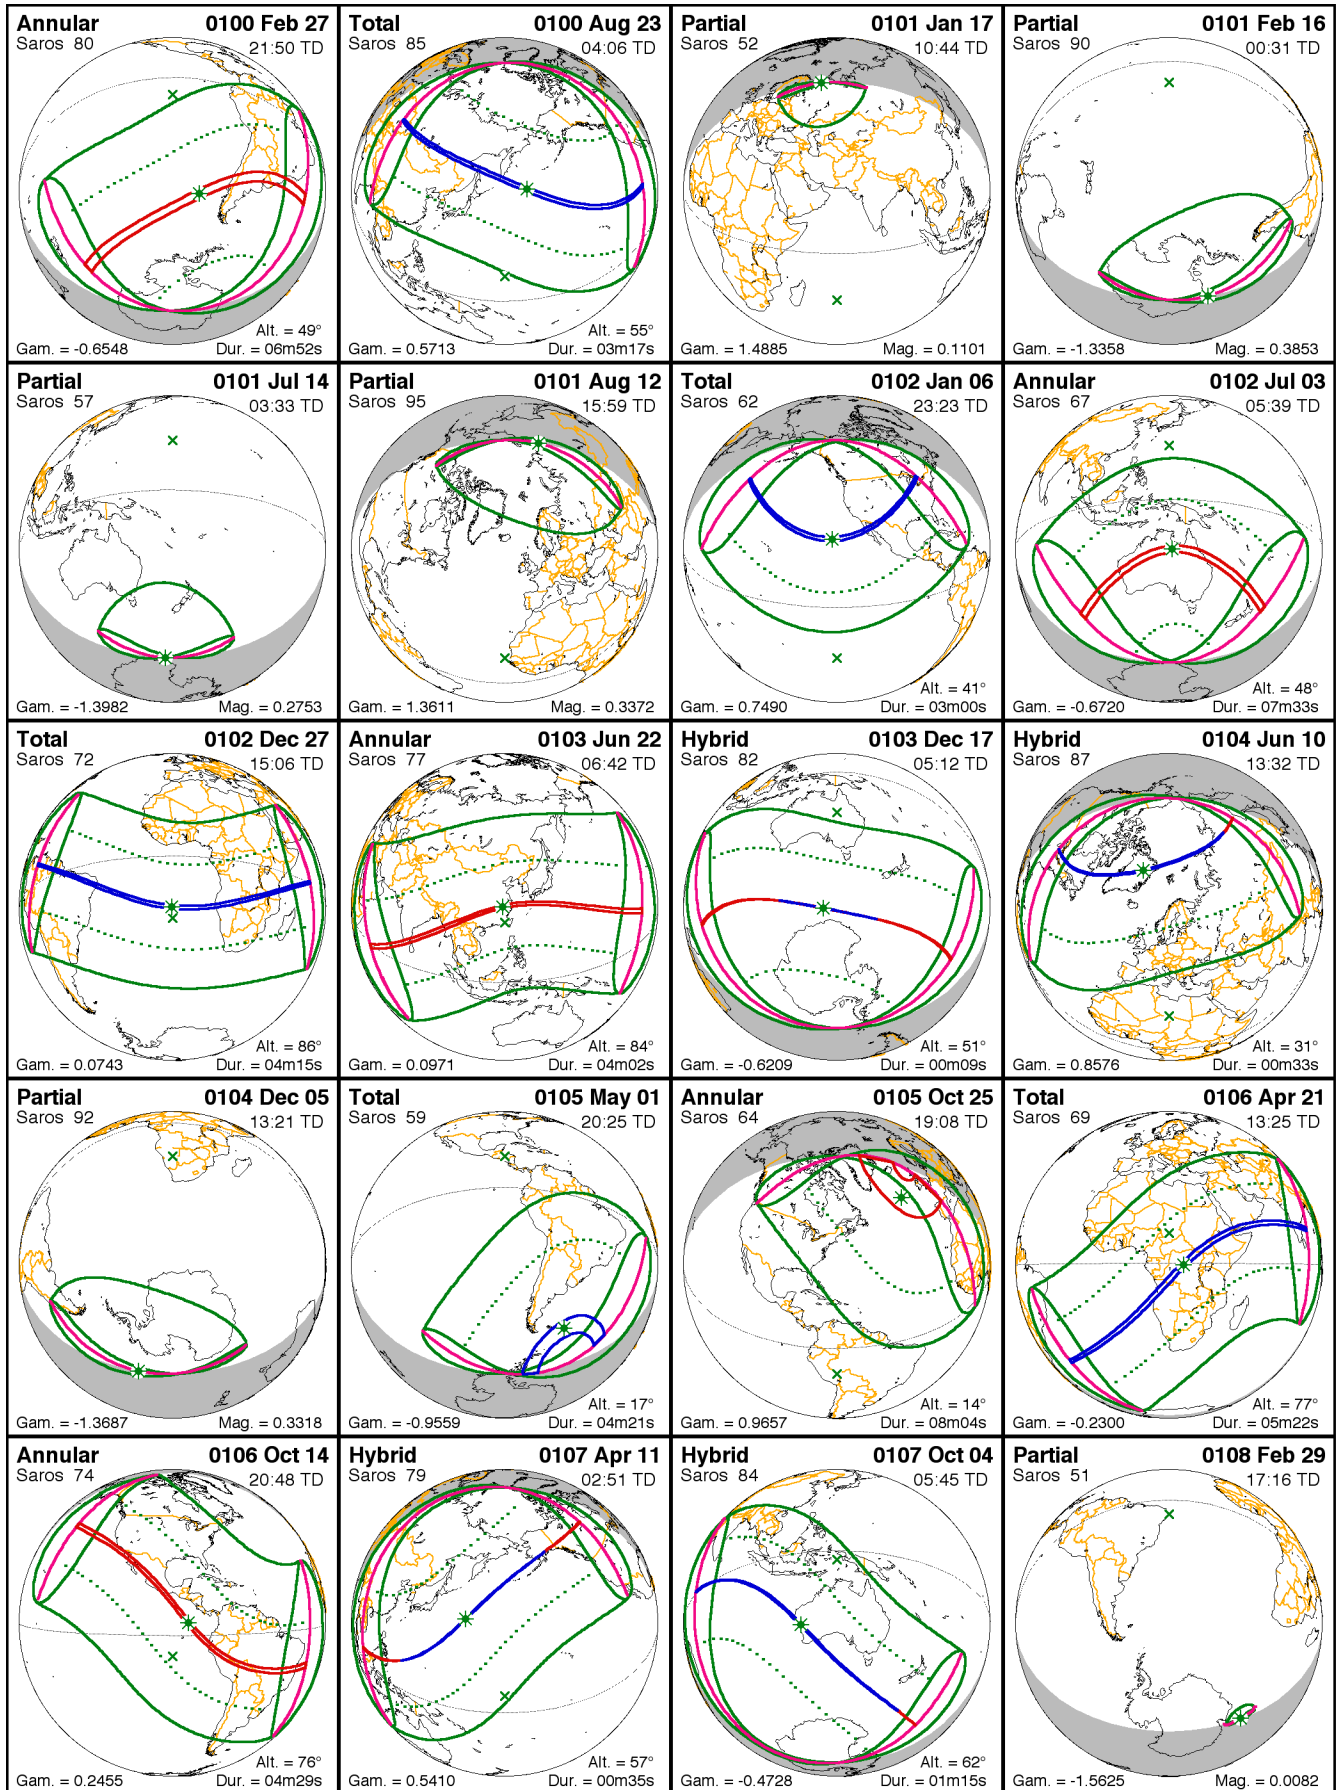 Annular 0100 Feb 27
Saros 80 21:50 TD
Alt. = 49°
Gam. = -0.6548 Dur. = 06m52s
Total 0100 Aug 23
Saros 85 04:06 TD
Alt. = 55°
Gam. = 0.5713 Dur. = 03m17s
Partial 0101 Jan 17
Saros 52 10:44 TD
Gam. = 1.4885 Mag. = 0.1101
Partial 0101 Feb 16
Saros 90 00:31 TD
Gam. = -1.3358 Mag. = 0.3853
Partial 0101 Jul 14
Saros 57 03:33 TD
Gam. = -1.3982 Mag. = 0.2753
Partial 0101 Aug 12
Saros 95 15:59 TD
Gam. = 1.3611 Mag. = 0.3372
Total 0102 Jan 06
Saros 62 23:23 TD
Alt. = 41°
Gam. = 0.7490 Dur. = 03m00s
Annular 0102 Jul 03
Saros 67 05:39 TD
Alt. = 48°
Gam. = -0.6720 Dur. = 07m33s
Total 0102 Dec 27
Saros 72 15:06 TD
Alt. = 86°
Gam. = 0.0743 Dur. = 04m15s
Annular 0103 Jun 22
Saros 77 06:42 TD
Alt. = 84°
Gam. = 0.0971 Dur. = 04m02s
Hybrid 0103 Dec 17
Saros 82 05:12 TD
Alt. = 51°
Gam. = -0.6209 Dur. = 00m09s
Hybrid 0104 Jun 10
Saros 87 13:32 TD
Alt. = 31°
Gam. = 0.8576 Dur. = 00m33s
Partial 0104 Dec 05
Saros 92 13:21 TD
Gam. = -1.3687 Mag. = 0.3318
Total 0105 May 01
Saros 59 20:25 TD
Alt. = 17°
Gam. = -0.9559 Dur. = 04m21s
Annular 0105 Oct 25
Saros 64 19:08 TD
Alt. = 14°
Gam. = 0.9657 Dur. = 08m04s
Total 0106 Apr 21
Saros 69 13:25 TD
Alt. = 77°
Gam. = -0.2300 Dur. = 05m22s
Annular 0106 Oct 14
Saros 74 20:48 TD
Alt. = 76°
Gam. = 0.2455 Dur. = 04m29s
Hybrid 0107 Apr 11
Saros 79 02:51 TD
Alt. = 57°
Gam. = 0.5410 Dur. = 00m35s
Hybrid 0107 Oct 04
Saros 84 05:45 TD
Alt. = 62°
Gam. = -0.4728 Dur. = 01m15s
Partial 0108 Feb 29
Saros 51 17:16 TD
Gam. = -1.5625 Mag. = 0.0082